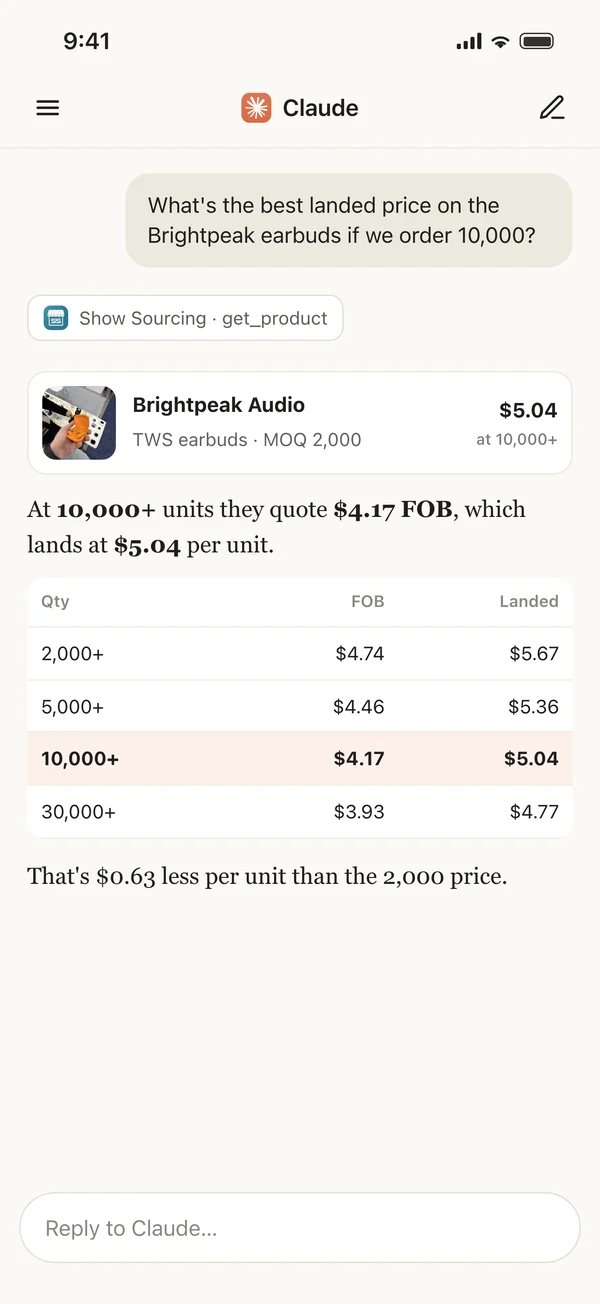 9:41
Claude
What's the best landed price on the
Brightpeak earbuds if we order 10,000?
Show Sourcing · get_product
Brightpeak Audio
$5.04
TWS earbuds · MOQ 2,000
at 10,000+
At 10,000+ units they quote $4.17 FOB, which
lands at $5.04 per unit.
Qty FOB Landed
2,000+ $4.74 $5.67
5,000+ $4.46 $5.36
10,000+ $4.17 $5.04
30,000+ $3.93 $4.77
That's $0.63 less per unit than the 2,000 price.
Reply to Claude...